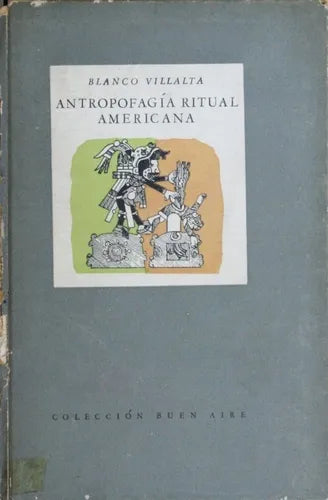 BLANCO VILLALTA
ANTROPOFAGÍA RITUAL
AMERICANA
COLECCIÓN BUEN AIRE